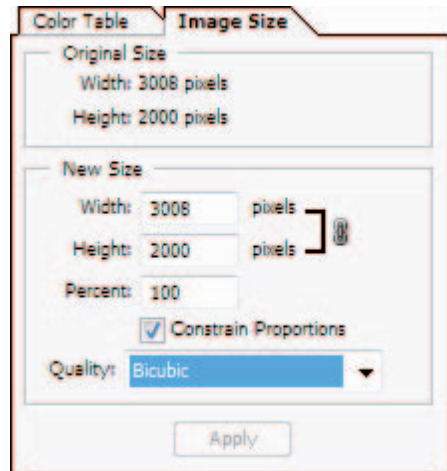 Color Table Image Size
Original Size
Width: 3008 pixels
Height: 2000 pixels
New Size
Width: 3008 pixels
Height: 2000 pixels
Percent: 100
Constrain Proportions
Quality: Bicubic
Apply